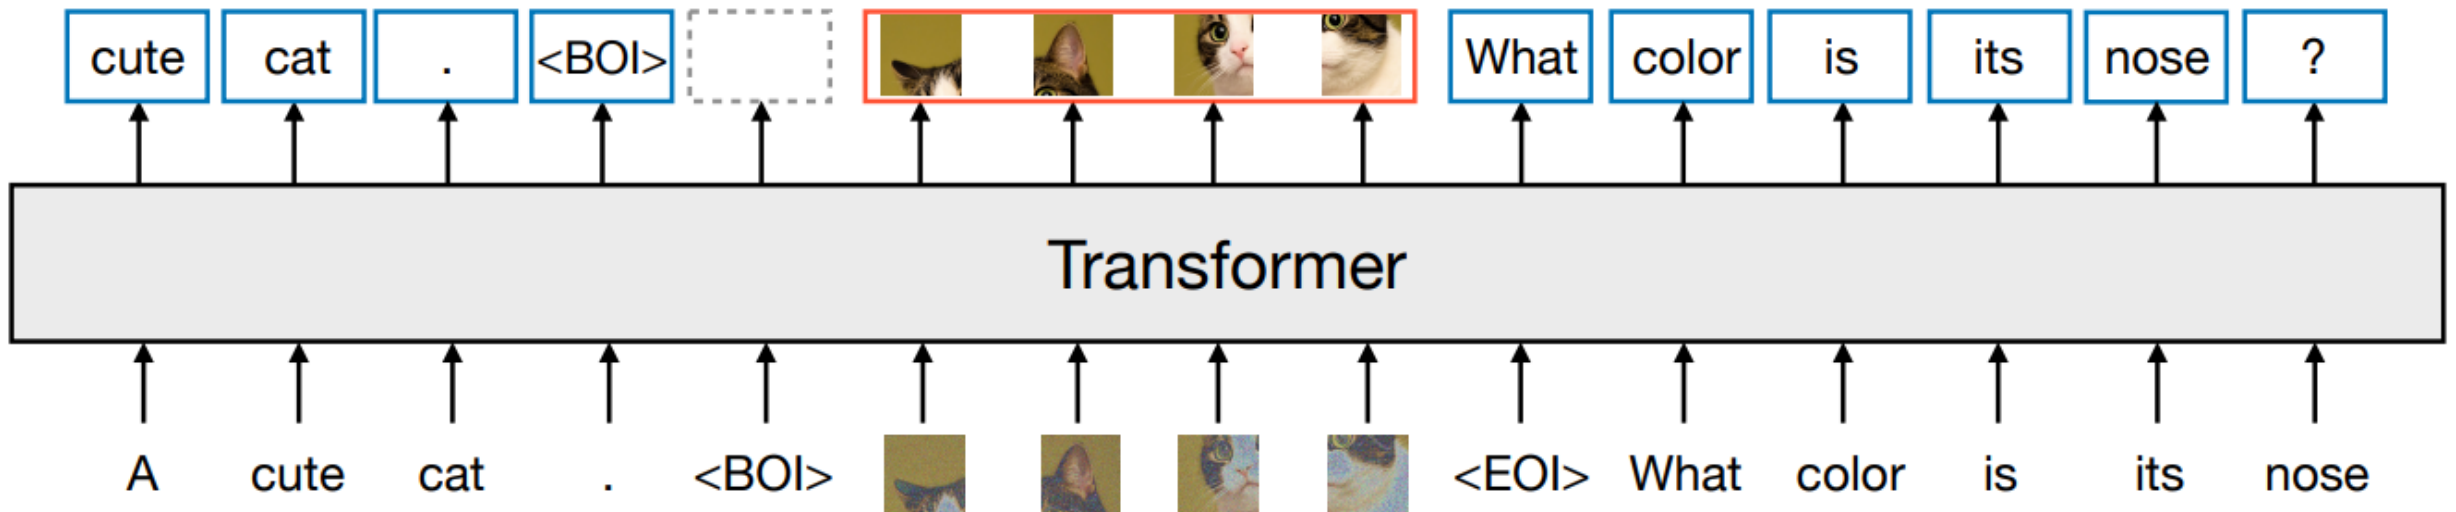 cute cat . <BOI> What color is its nose ?
Transformer
A cute cat . <BOI> <EOI> What color is its nose